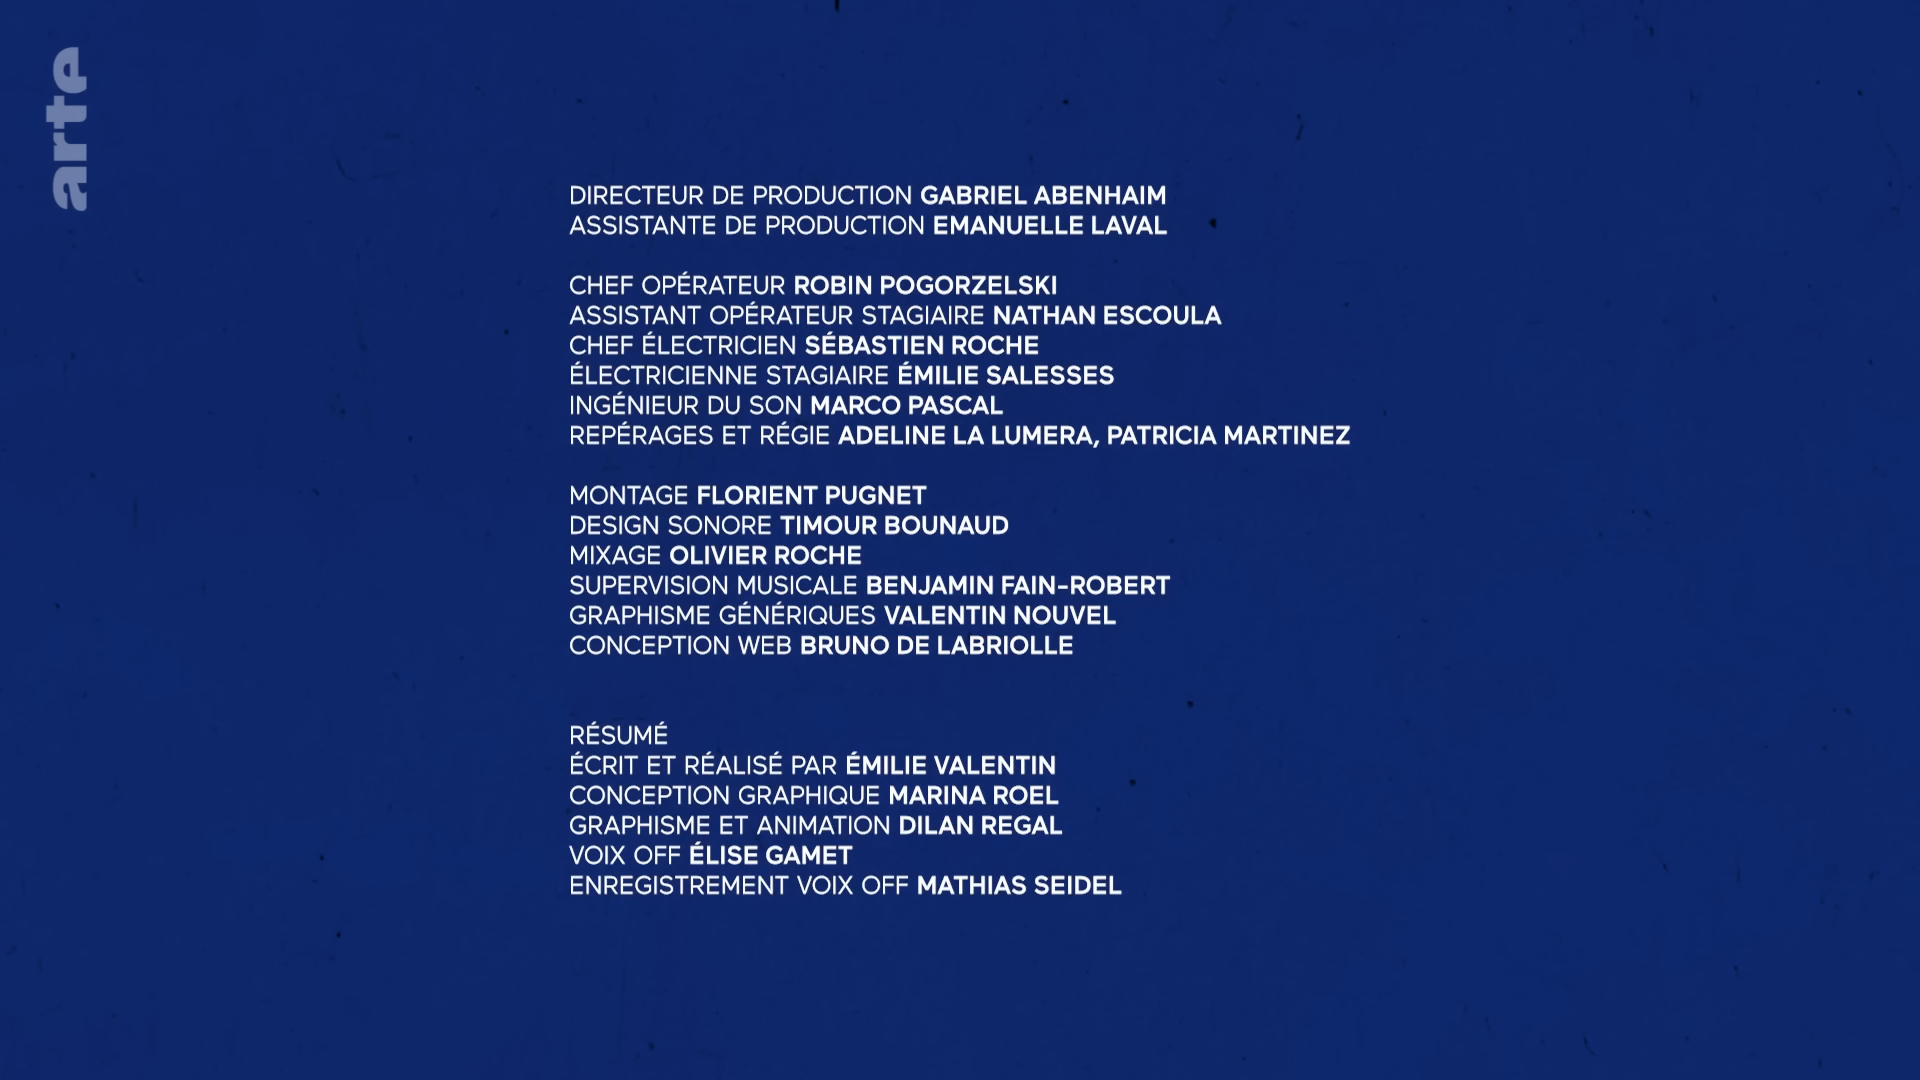 arte
DIRECTEUR DE PRODUCTION GABRIEL ABENHAIM
ASSISTANTE DE PRODUCTION EMANUELLE LAVAL
CHEF OPÉRATEUR ROBIN POGORZELSKI
ASSISTANT OPÉRATEUR STAGIAIRE NATHAN ESCOULA
CHEF ÉLECTRICIEN SÉBASTIEN ROCHE
ÉLECTRICIENNE STAGIAIRE ÉMILIE SALESSES
INGÉNIEUR DU SON MARCO PASCAL
REPÉRAGES ET RÉGIE ADELINE LA LUMERA, PATRICIA MARTINEZ
MONTAGE FLORIENT PUGNET
DESIGN SONORE TIMOUR BOUNAUD
MIXAGE OLIVIER ROCHE
SUPERVISION MUSICALE BENJAMIN FAIN-ROBERT
GRAPHISME GÉNÉRIQUES VALENTIN NOUVEL
CONCEPTION WEB BRUNO DE LABRIOLLE
RÉSUMÉ
ÉCRIT ET RÉALISÉ PAR ÉMILIE VALENTIN
CONCEPTION GRAPHIQUE MARINA ROEL
GRAPHISME ET ANIMATION DILAN REGAL
VOIX OFF ÉLISE GAMET
ENREGISTREMENT VOIX OFF MATHIAS SEIDEL